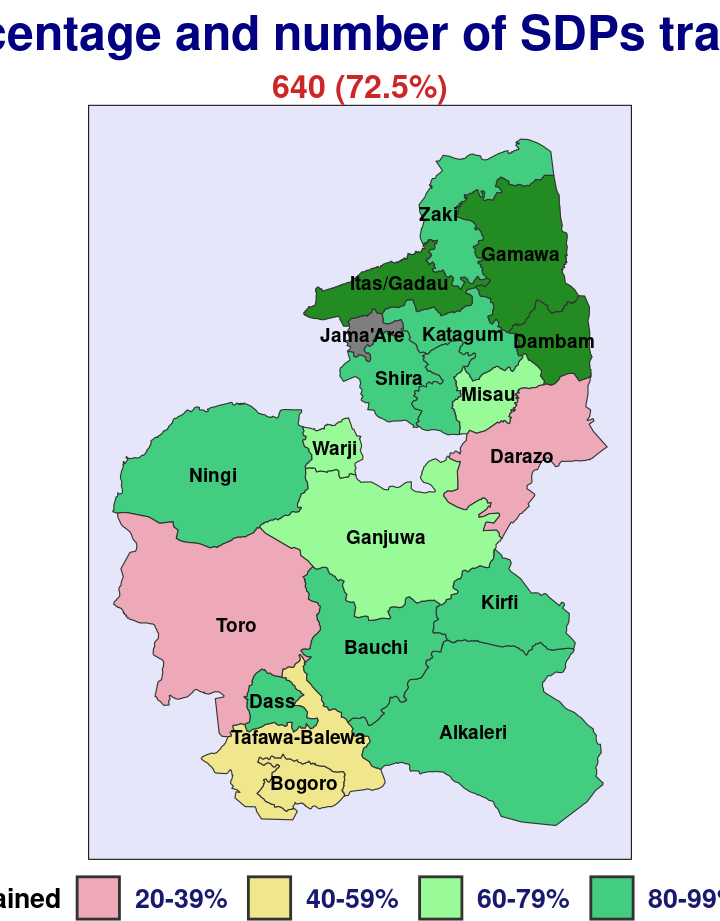 centage and number of SDPs tra
640 (72.5%)
Zaki
Gamawa
Itas/Gadau
Jama'Are
Katagum
Dambam
Shira
Misau
Warji
Darazo
Ningi
Ganjuwa
Kirfi
Toro
Bauchi
Dass
Alkaleri
Tafawa-Balewa
Bogoro
ained 20-39% 40-59% 60-79% 80-99%